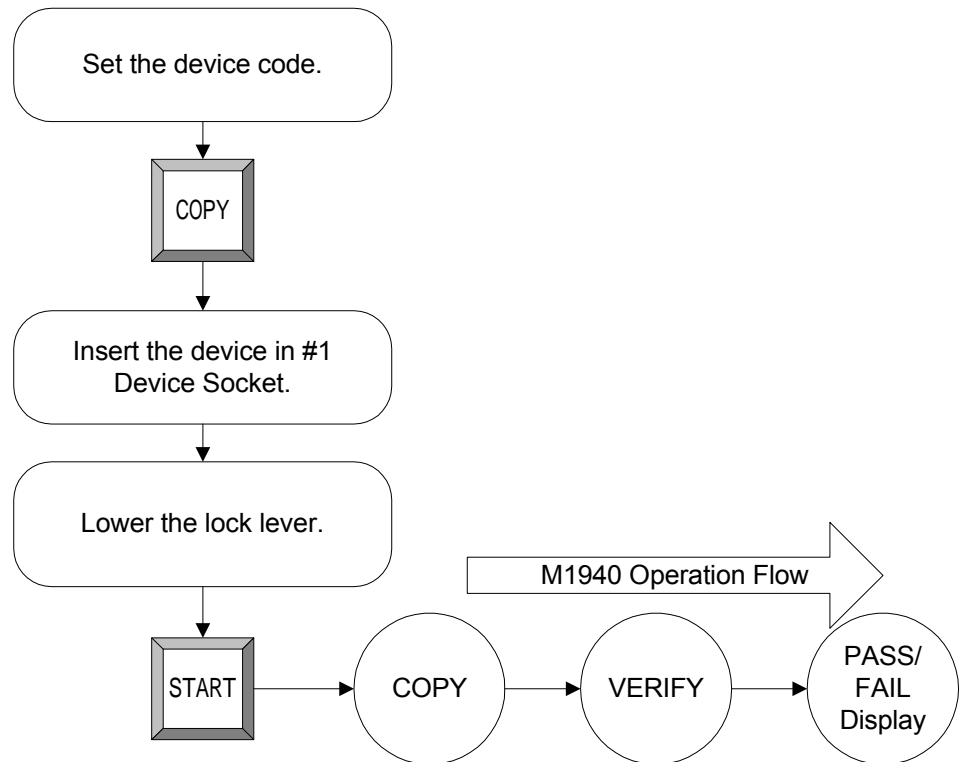 Set the device code.
COPY
Insert the device in #1
Device Socket.
Lower the lock lever.
M1940 Operation Flow
START
COPY
VERIFY
PASS/
FAIL
Display